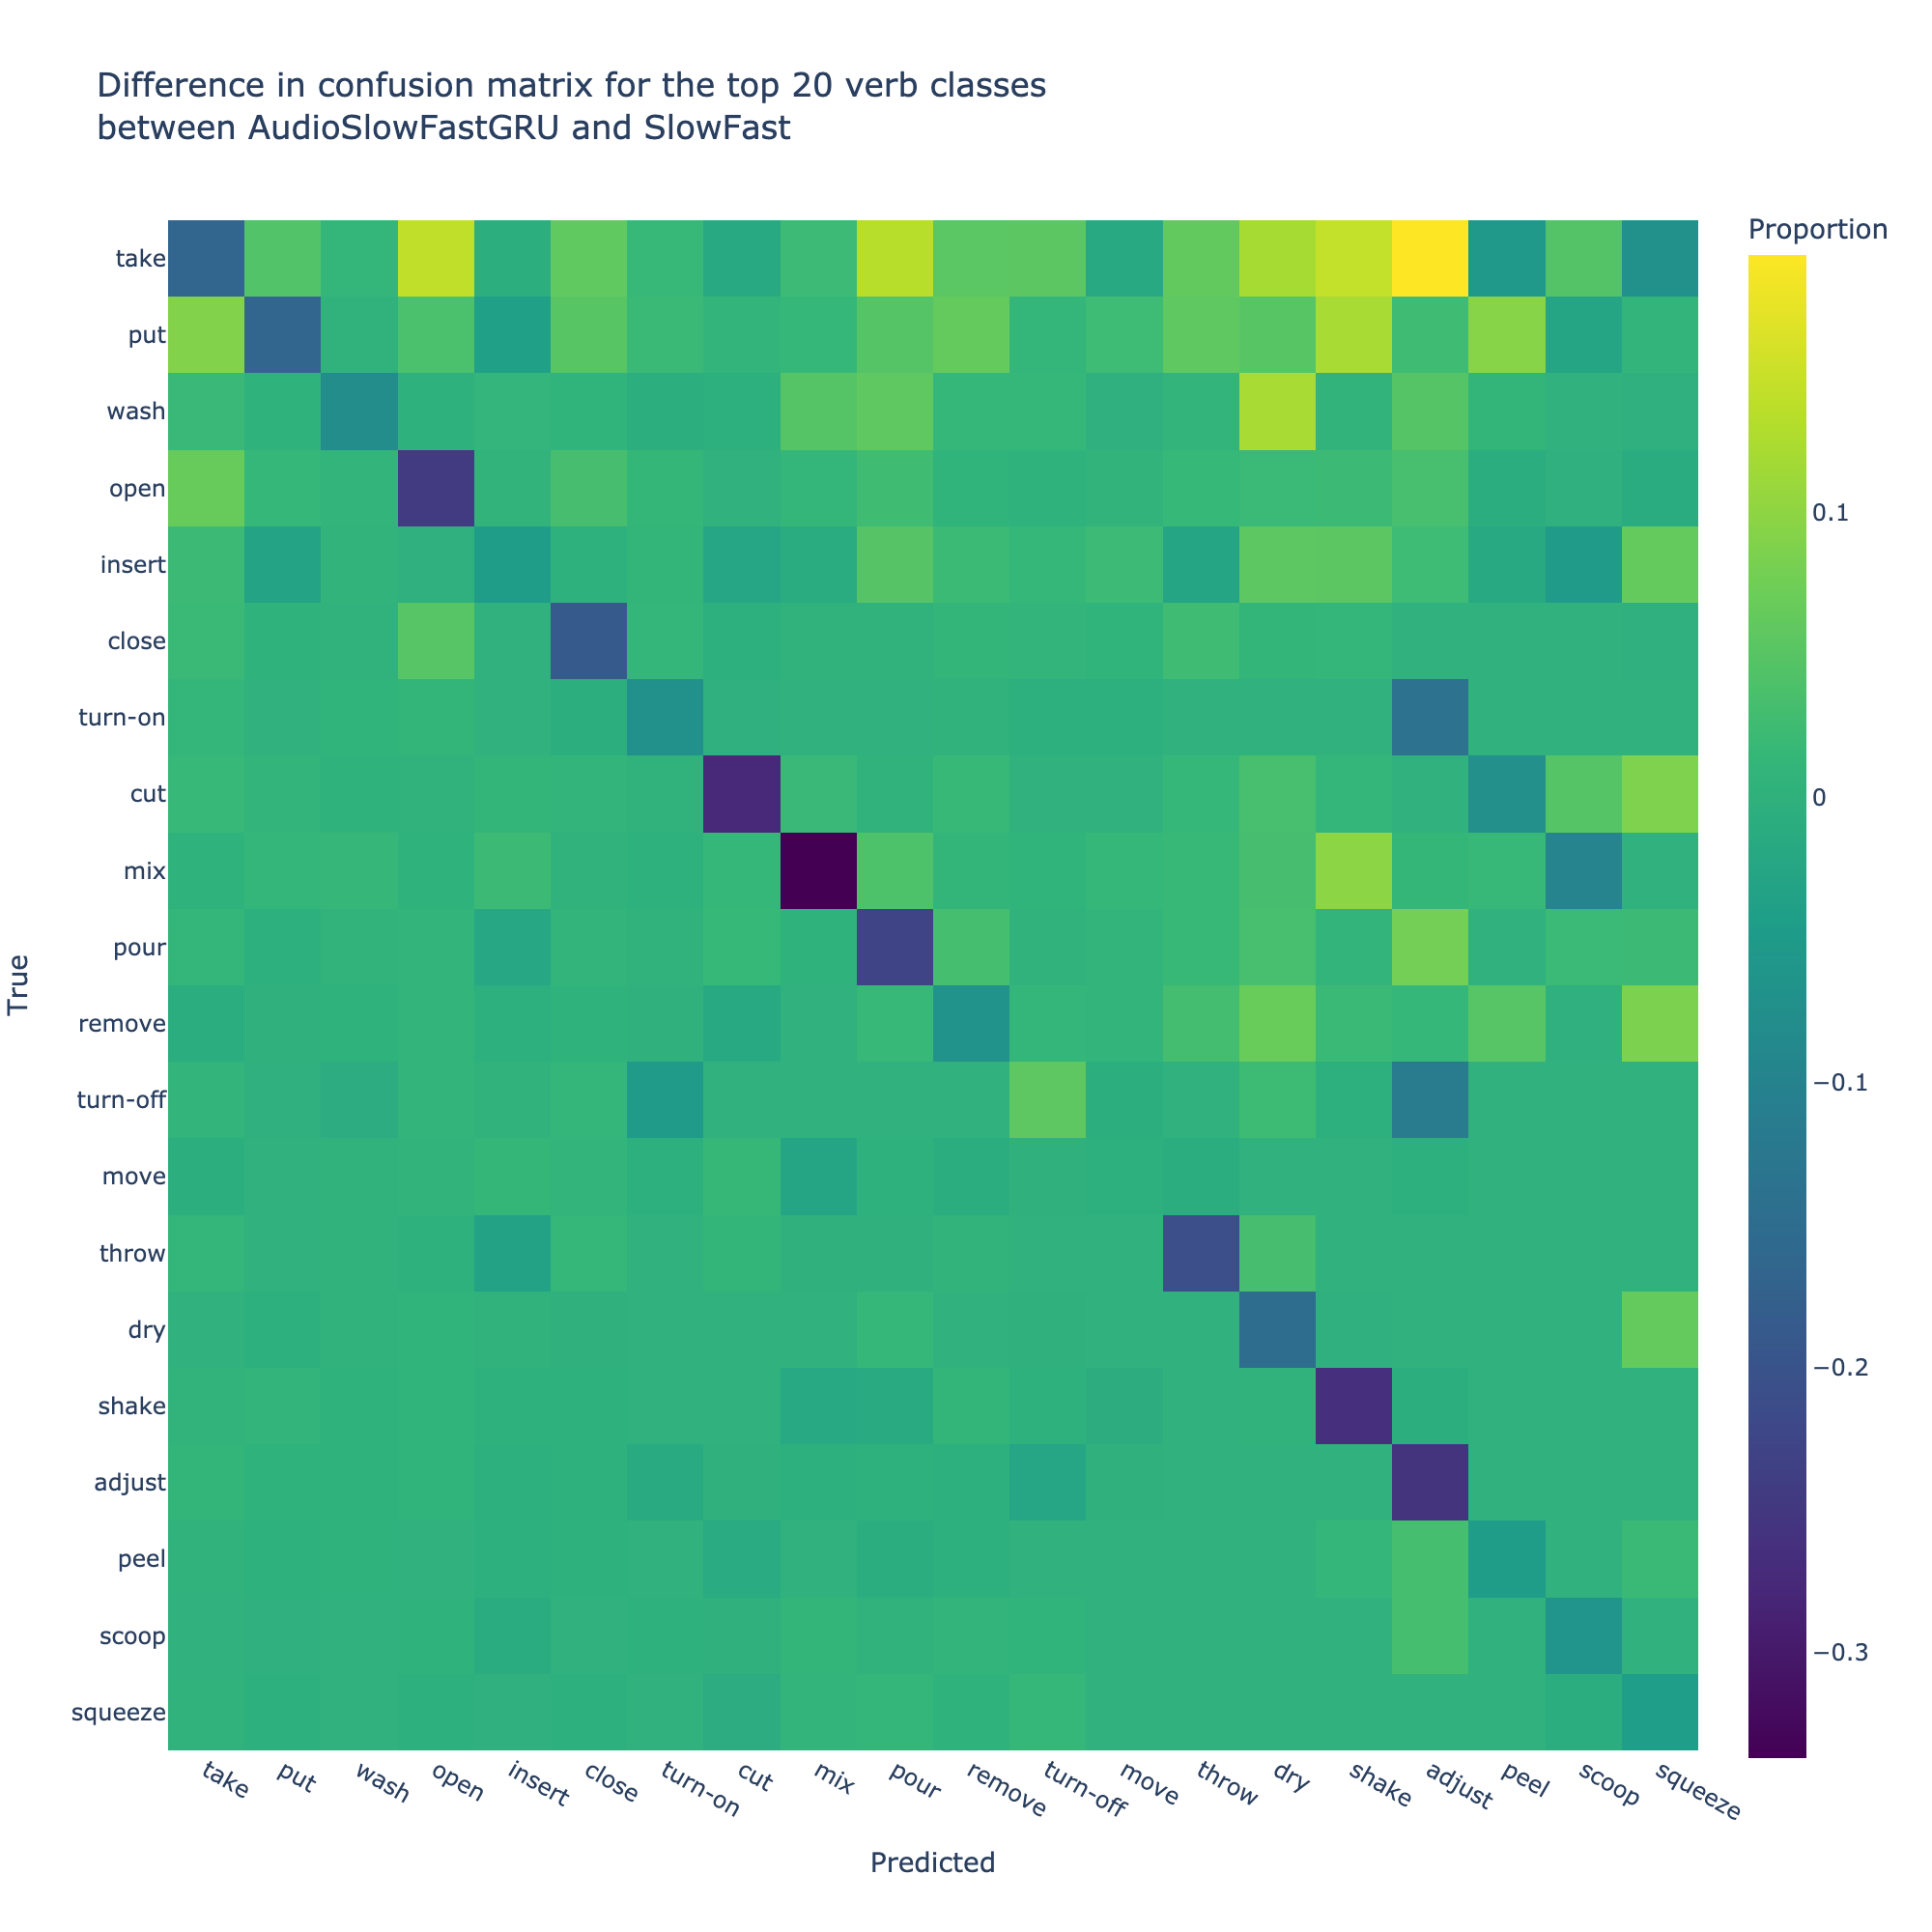 Difference in confusion matrix for the top 20 verb classes
between AudioSlowFastGRU and SlowFast
Proportion
take
put
wash
open
insert
close
turn-on
cut
mix
pour
remove
turn-off
move
throw
dry
shake
adjust
peel
scoop
squeeze
True
take
put
wash
open
insert
close
turn-on
cut
mix
pour
remove
turn-off
move
throw
dry
shake
adjust
peel
scoop
squeeze
Predicted
0.1
0
−0.1
−0.2
−0.3